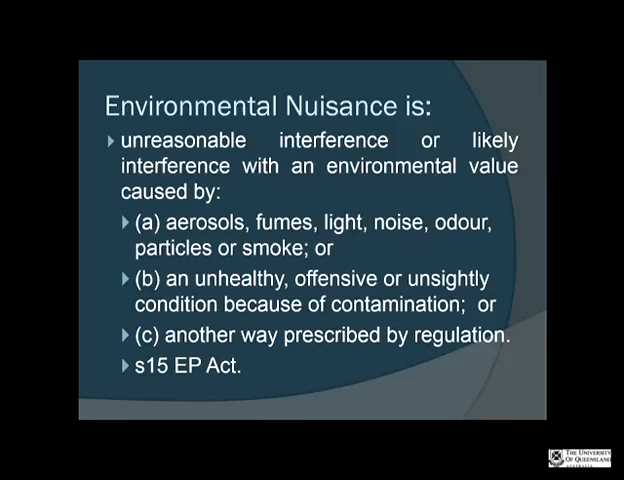 Environmental Nuisance is:
unreasonable interference or likely
interference with an environmental value
caused by:
(a) aerosols, fumes, light, noise, odour,
particles or smoke; or
(b) an unhealthy, offensive or unsightly
condition because of contamination; or
(c) another way prescribed by regulation.
s15 EP Act.
THE UNIVERSITY
OF QUEENSLAND
AUSTRALIA